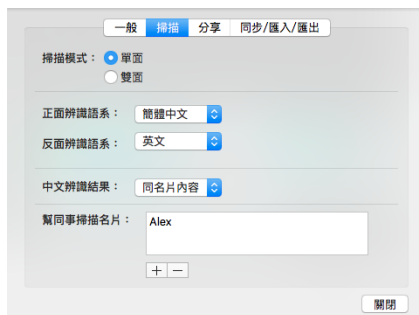 一般 掃描 分享 同步/匯入/匯出
掃描模式： 單面
雙面
正面辨識語系： 簡體中文
反面辨識語系： 英文
中文辨識結果： 同名片內容
幫同事掃描名片： Alex
+ −
關閉